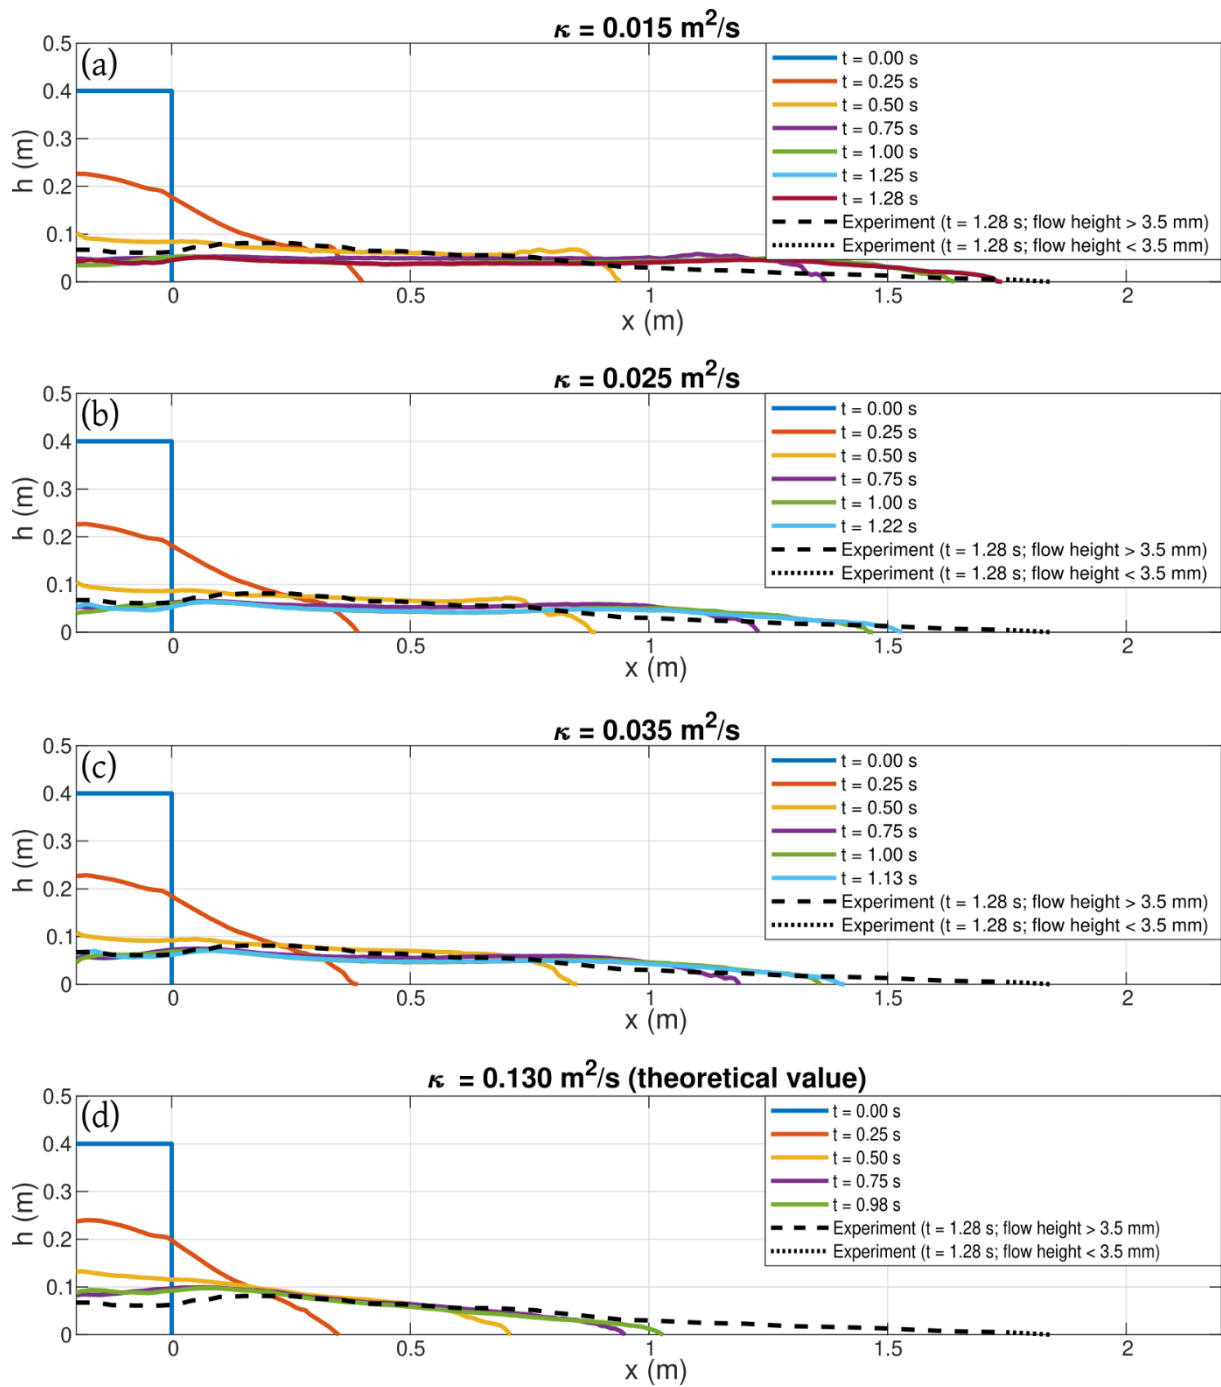 κ = 0.015 m²/s
(a)
0.5
0.4
0.3
0.2
0.1
0
h (m)
t = 0.00 s
t = 0.25 s
t = 0.50 s
t = 0.75 s
t = 1.00 s
t = 1.25 s
t = 1.28 s
Experiment (t = 1.28 s; flow height > 3.5 mm)
Experiment (t = 1.28 s; flow height < 3.5 mm)
0 0.5 1 1.5 2
x (m)
κ = 0.025 m²/s
(b)
0.5
0.4
0.3
0.2
0.1
0
h (m)
t = 0.00 s
t = 0.25 s
t = 0.50 s
t = 0.75 s
t = 1.00 s
t = 1.22 s
Experiment (t = 1.28 s; flow height > 3.5 mm)
Experiment (t = 1.28 s; flow height < 3.5 mm)
0 0.5 1 1.5 2
x (m)
κ = 0.035 m²/s
(c)
0.5
0.4
0.3
0.2
0.1
0
h (m)
t = 0.00 s
t = 0.25 s
t = 0.50 s
t = 0.75 s
t = 1.00 s
t = 1.13 s
Experiment (t = 1.28 s; flow height > 3.5 mm)
Experiment (t = 1.28 s; flow height < 3.5 mm)
0 0.5 1 1.5 2
x (m)
κ = 0.130 m²/s (theoretical value)
(d)
0.5
0.4
0.3
0.2
0.1
0
h (m)
t = 0.00 s
t = 0.25 s
t = 0.50 s
t = 0.75 s
t = 0.98 s
Experiment (t = 1.28 s; flow height > 3.5 mm)
Experiment (t = 1.28 s; flow height < 3.5 mm)
0 0.5 1 1.5 2
x (m)